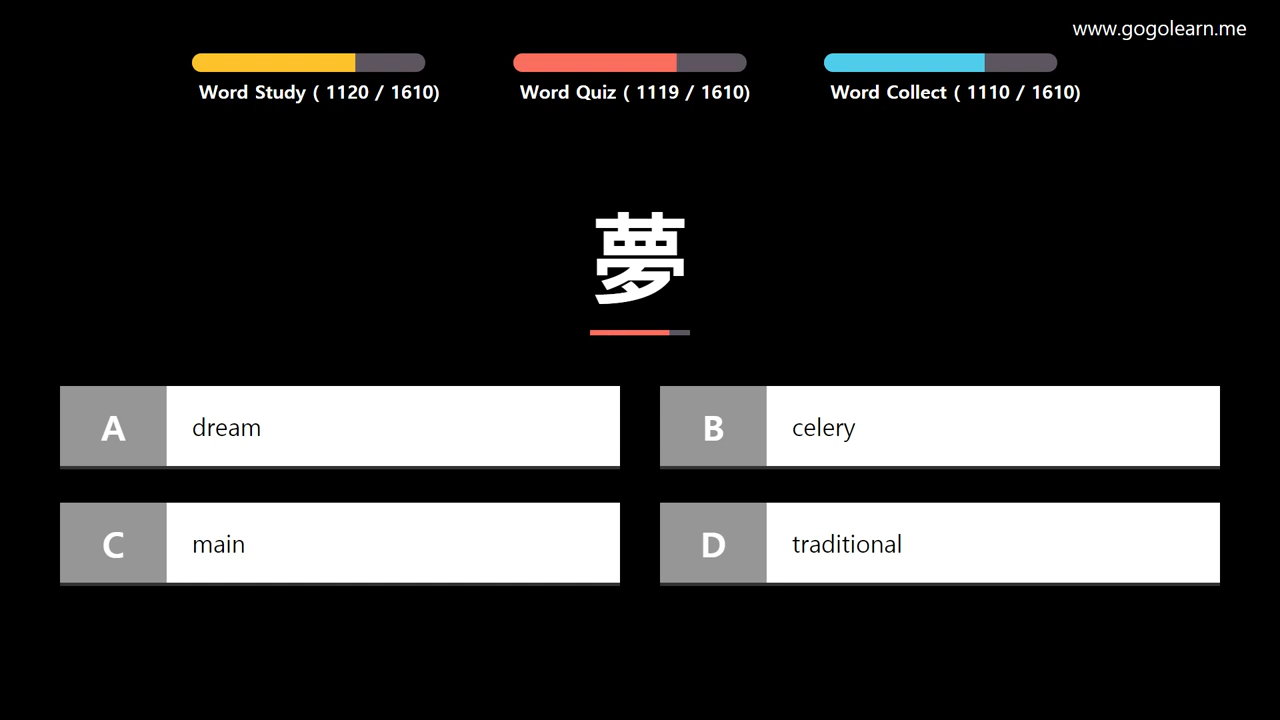 www.gogolearn.me
Word Study ( 1120 / 1610)
Word Quiz ( 1119 / 1610)
Word Collect ( 1110 / 1610)
夢
A dream
B celery
C main
D traditional